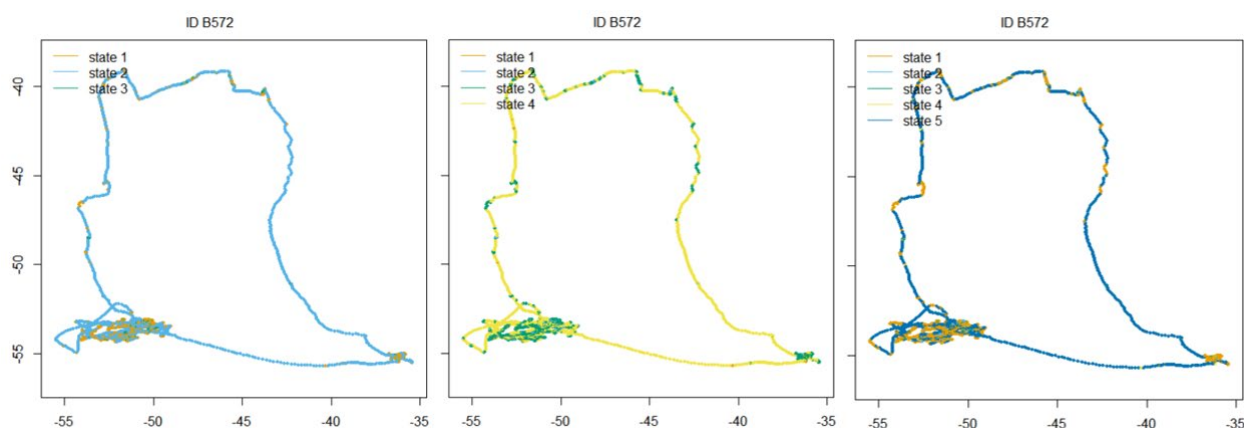 ID B572
state 1
state 2
state 3
-40
-45
-50
-55
-55 -50 -45 -40 -35
ID B572
state 1
state 2
state 3
state 4
-55 -50 -45 -40 -35
ID B572
state 1
state 2
state 3
state 4
state 5
-55 -50 -45 -40 -35